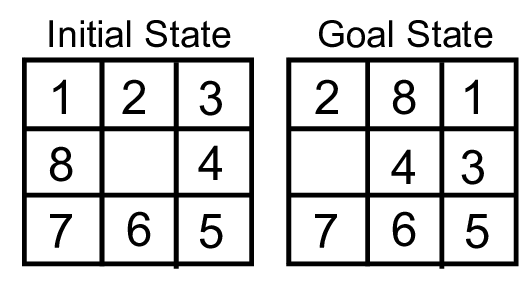 Initial State Goal State
1 2 3 2 8 1
8 4 4 3
7 6 5 7 6 5